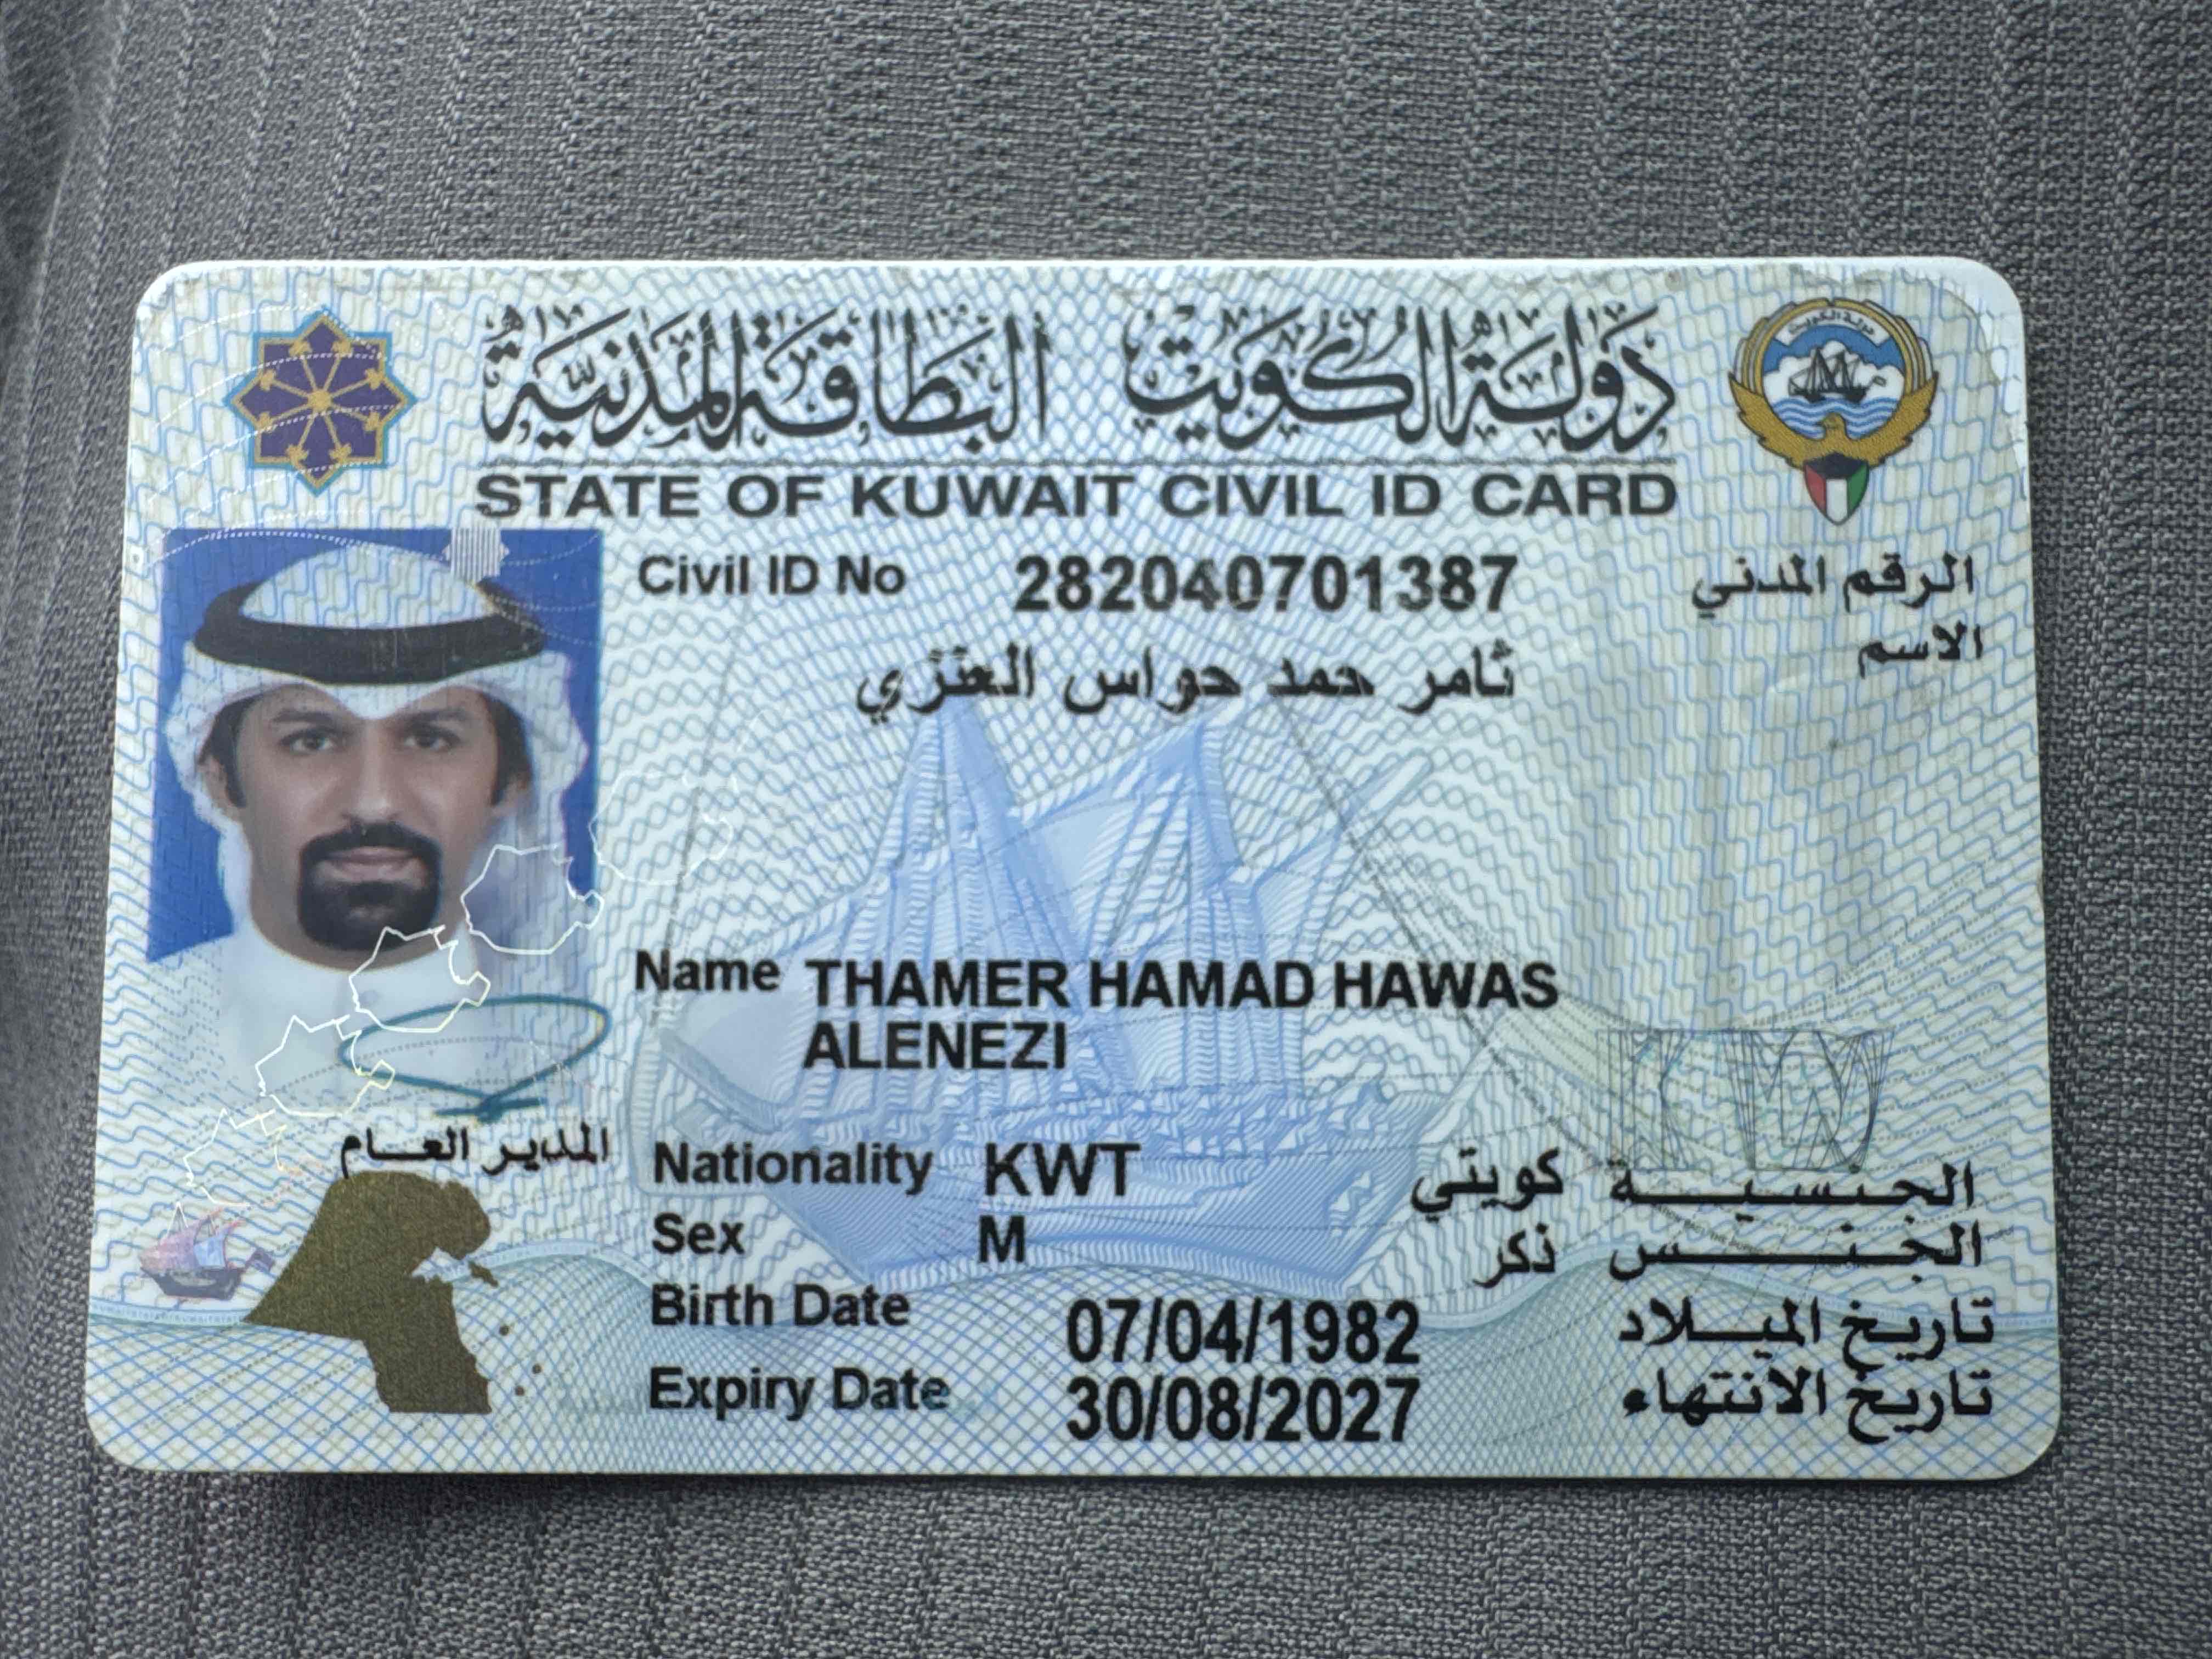 دولة الكويت البطاقة المدنية
STATE OF KUWAIT CIVIL ID CARD
Civil ID No 282040701387 الرقم المدني
الاسم
ثامر حمد حواس العنزي
Name THAMER HAMAD HAWAS
ALENEZI
المدير العام
Nationality KWT كويتي الجنسية
Sex M ذكر الجنس
Birth Date 07/04/1982 تاريخ الميلاد
Expiry Date 30/08/2027 تاريخ الانتهاء